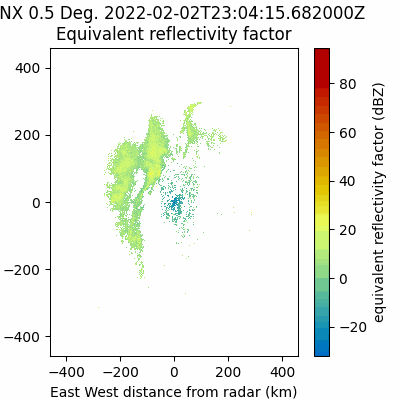 NX 0.5 Deg. 2022-02-02T23:04:15.682000Z
Equivalent reflectivity factor
400
200
0
−200
−400
−400 −200 0 200 400
East West distance from radar (km)
80
60
40
20
0
−20
equivalent reflectivity factor (dBZ)